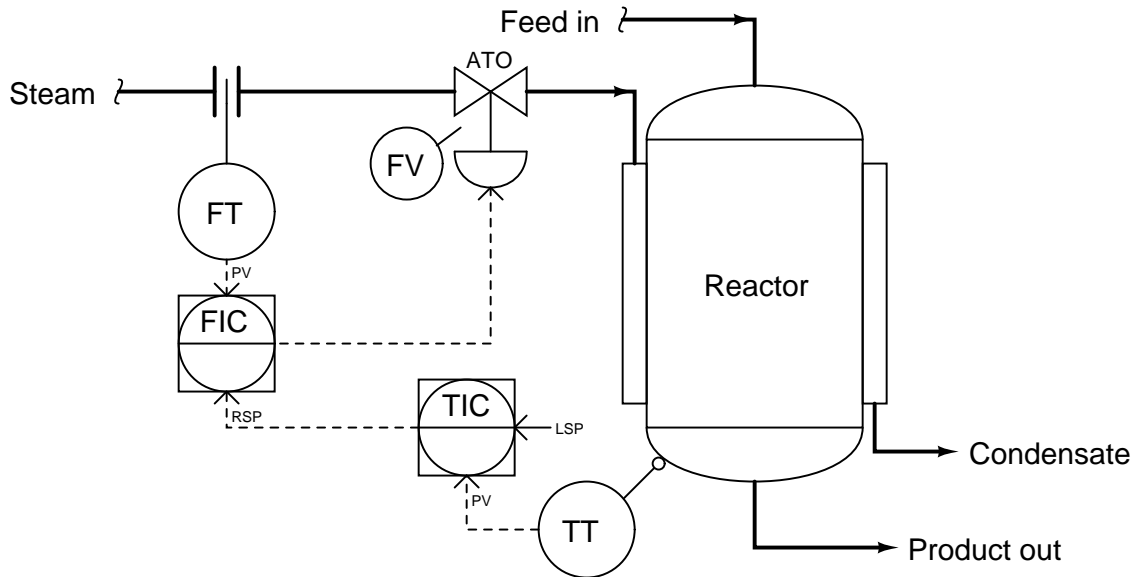 Feed in
ATO
Steam
FV
FT
PV
Reactor
FIC
RSP
TIC
LSP
Condensate
PV
TT
Product out